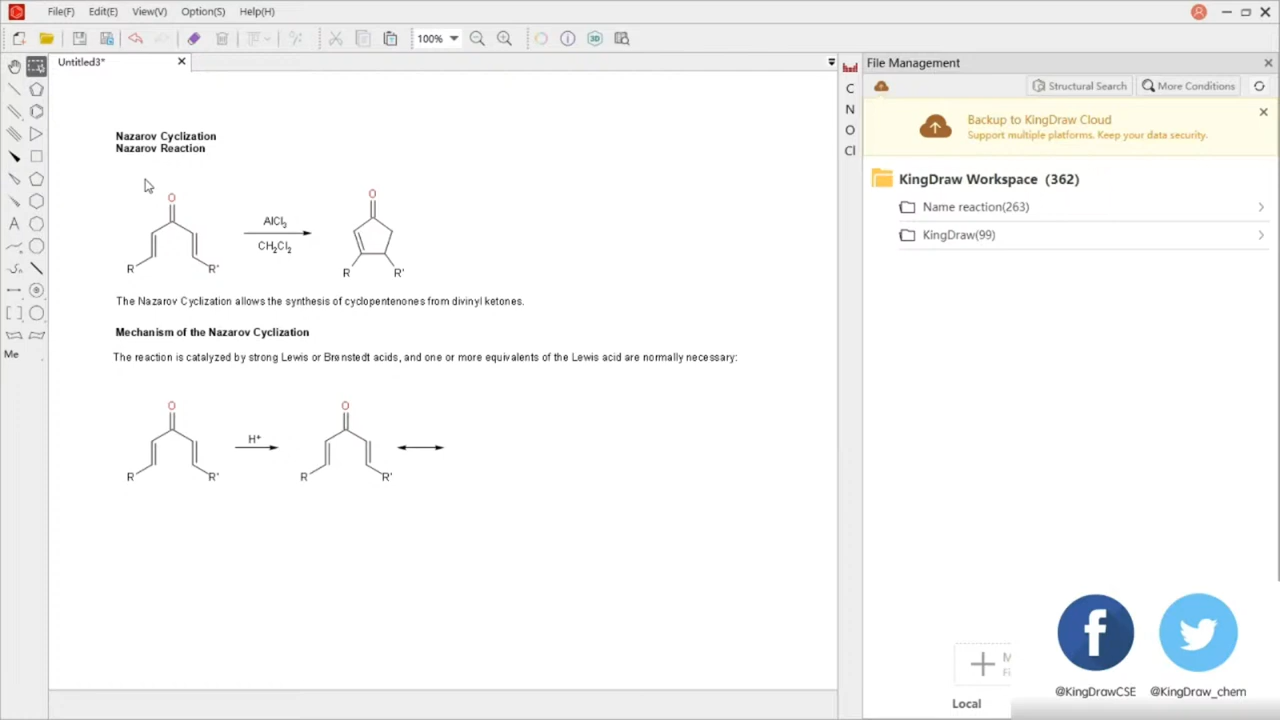 File(F) Edit(E) View(V) Option(S) Help(H)
100%
3D
Untitled3*
File Management
Structural Search
More Conditions
C
N
O
Cl
A
Me
Backup to KingDraw Cloud
Support multiple platforms. Keep your data security.
KingDraw Workspace (362)
Name reaction(263)
KingDraw(99)
Nazarov Cyclization
Nazarov Reaction
O
AlCl3
CH2Cl2
R
R'
O
R
R'
The Nazarov Cyclization allows the synthesis of cyclopentenones from divinyl ketones.
Mechanism of the Nazarov Cyclization
The reaction is catalyzed by strong Lewis or Brønstedt acids, and one or more equivalents of the Lewis acid are normally necessary:
O
H+
O
R
R'
R
R'
Local
@KingDrawCSE
@KingDraw_chem